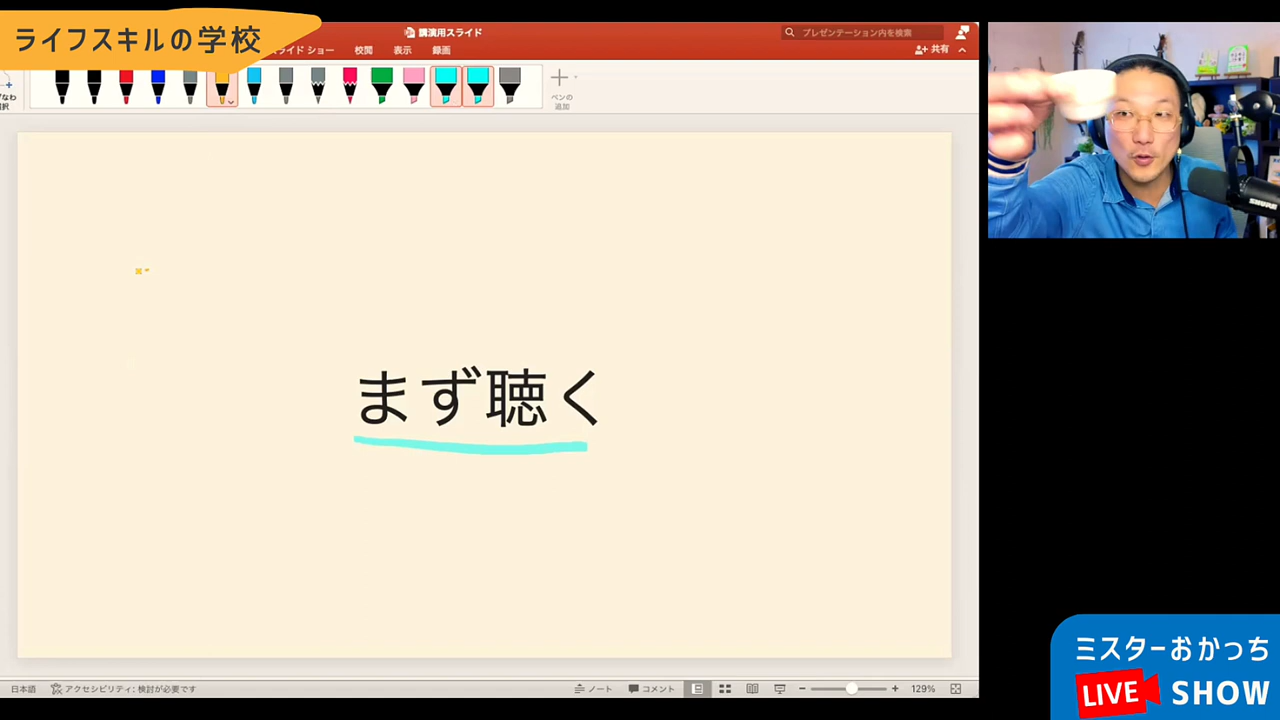 ライフスキルの学校
講演用スライド
プレゼンテーション内を検索
スライド ショー
校閲
表示
録画
共有
選択
ペンの
追加
まず聴く
SHURE
日本語
アクセシビリティ: 検討が必要です
ノート
コメント
129%
ミスターおかっち
LIVE SHOW